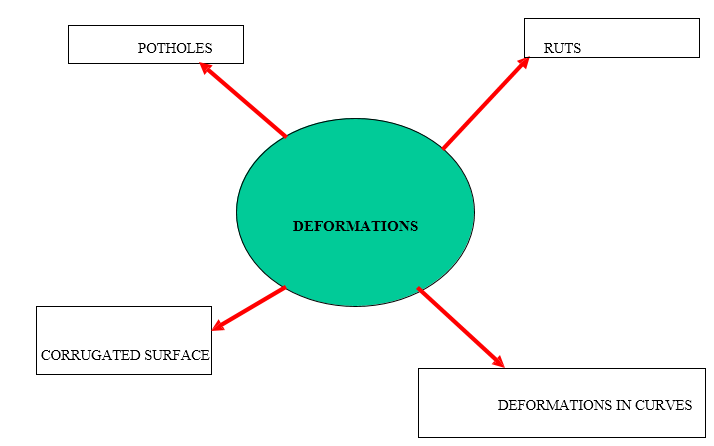 POTHOLES
RUTS
DEFORMATIONS
CORRUGATED SURFACE
DEFORMATIONS IN CURVES